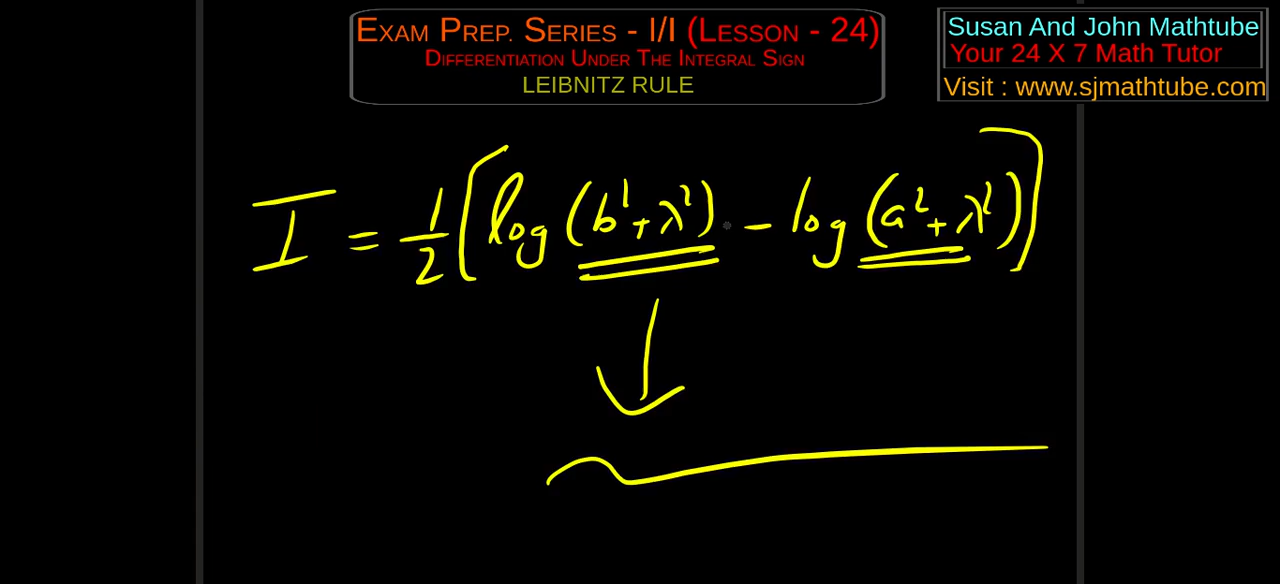 Exam Prep. Series - I/I (Lesson - 24)
Differentiation Under The Integral Sign
LEIBNITZ RULE
Susan And John Mathtube
Your 24 X 7 Math Tutor
Visit : www.sjmathtube.com
I = 1/2 [log (b² + λ²) - log (a² + λ²)]